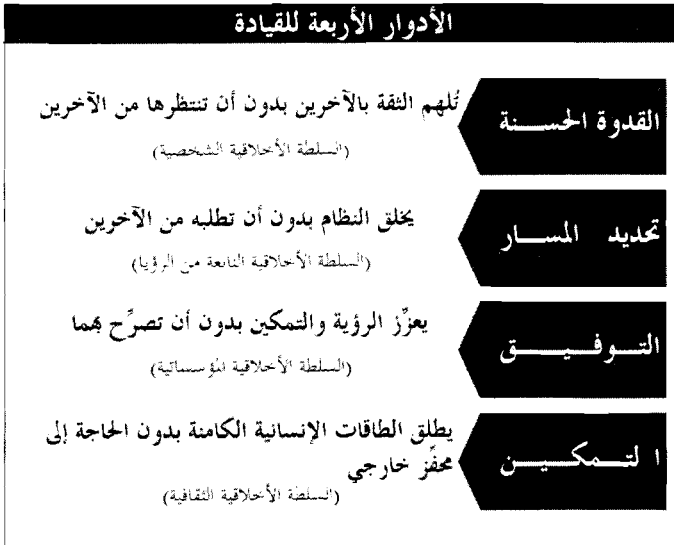 الأدوار الأربعة للقيادة
القدوة الحسنة
تُلهم الثقة بالآخرين بدون أن تنتظرها من الآخرين
(السلطة الأخلاقية الشخصية)
تحديد المسار
يخلق النظام بدون أن تطلبه من الآخرين
(السلطة الأخلاقية النابعة من الرؤيا)
التوفيق
يعزِّز الرؤية والتمكين بدون أن تصرِّح بهما
(السلطة الأخلاقية المؤسساتية)
التمكين
يطلق الطاقات الإنسانية الكامنة بدون الحاجة إلى
محفِّز خارجي
(السلطة الأخلاقية الثقافية)